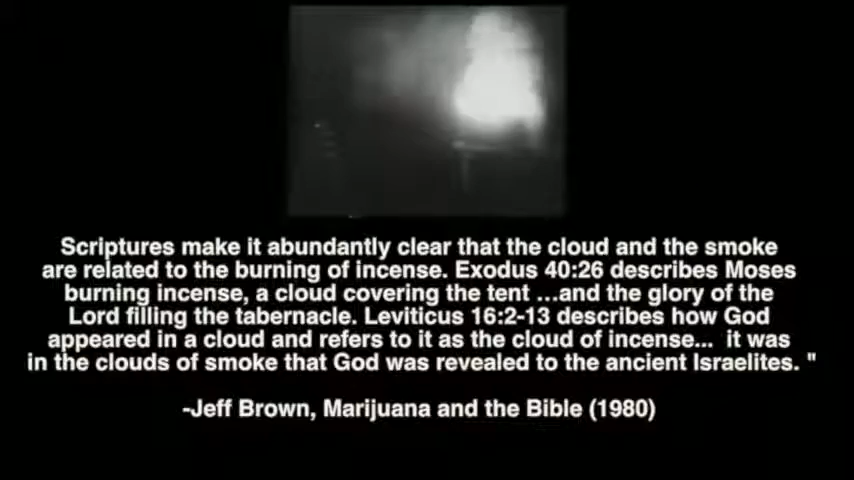 Scriptures make it abundantly clear that the cloud and the smoke
are related to the burning of incense. Exodus 40:26 describes Moses
burning incense, a cloud covering the tent ...and the glory of the
Lord filling the tabernacle. Leviticus 16:2-13 describes how God
appeared in a cloud and refers to it as the cloud of incense... it was
in the clouds of smoke that God was revealed to the ancient Israelites. "
-Jeff Brown, Marijuana and the Bible (1980)